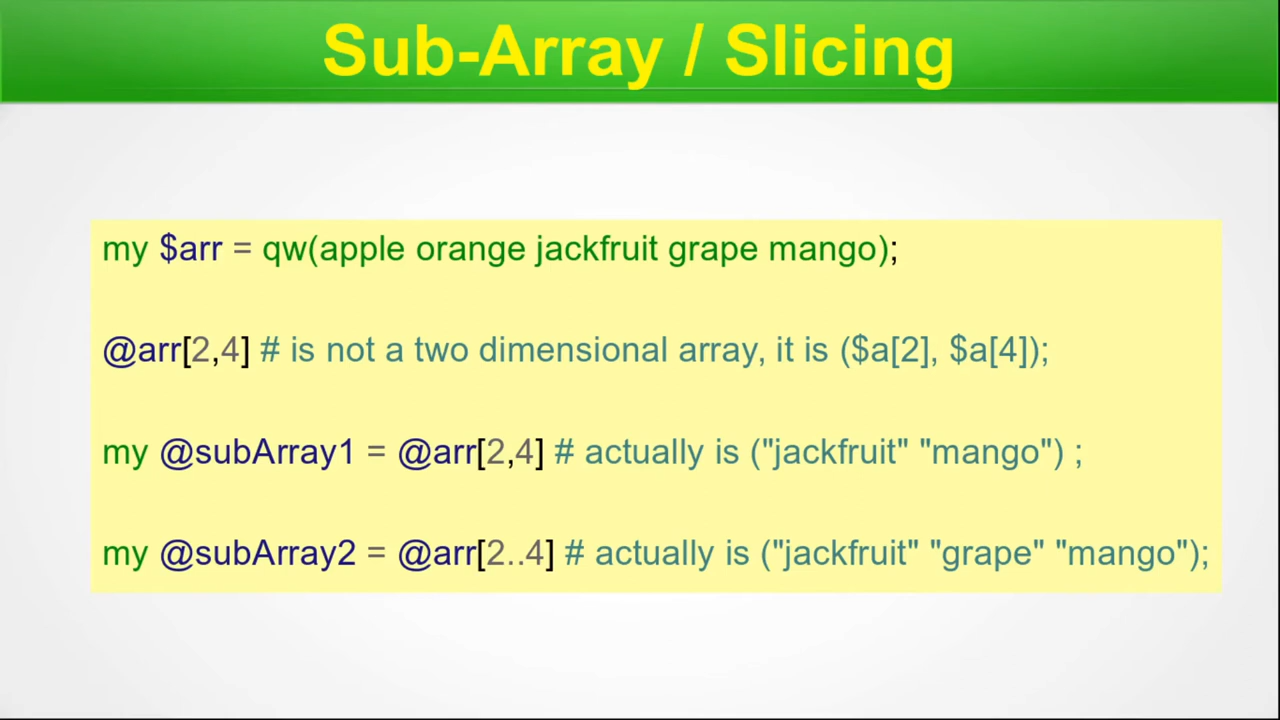 Sub-Array / Slicing
my $arr = qw(apple orange jackfruit grape mango);
@arr[2,4] # is not a two dimensional array, it is ($a[2], $a[4]);
my @subArray1 = @arr[2,4] # actually is ("jackfruit" "mango") ;
my @subArray2 = @arr[2..4] # actually is ("jackfruit" "grape" "mango");